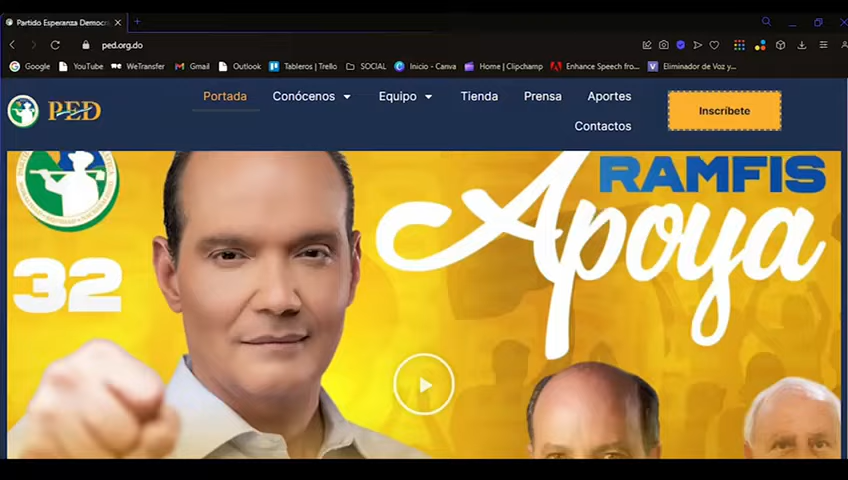 Partido Esperanza Democr
ped.org.do
Google YouTube WeTransfer Gmail Outlook Tableros | Trello SOCIAL Inicio - Canva Home | Clipchamp Enhance Speech fro... Eliminador de Voz y...
PED Portada Conócenos Equipo Tienda Prensa Aportes Inscríbete
Contactos
RAMFIS
Apoya
32